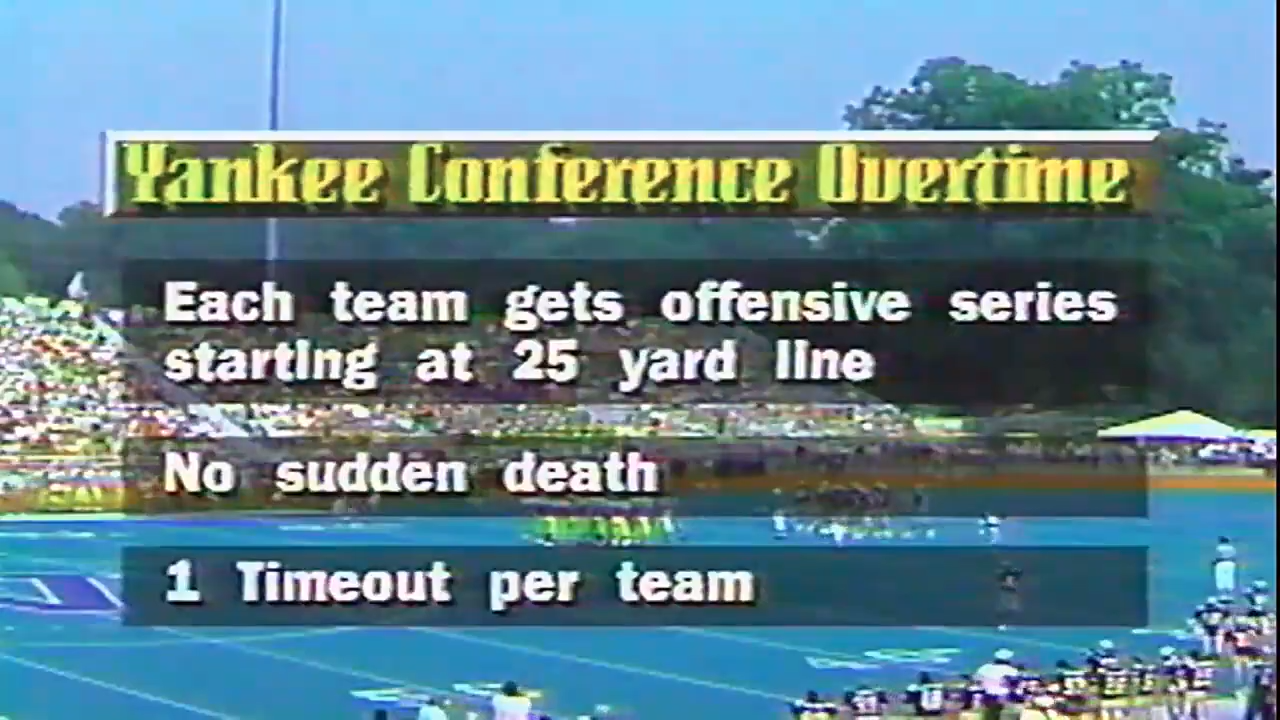 Yankee Conference Overtime
Each team gets offensive series
starting at 25 yard line
No sudden death
1 Timeout per team